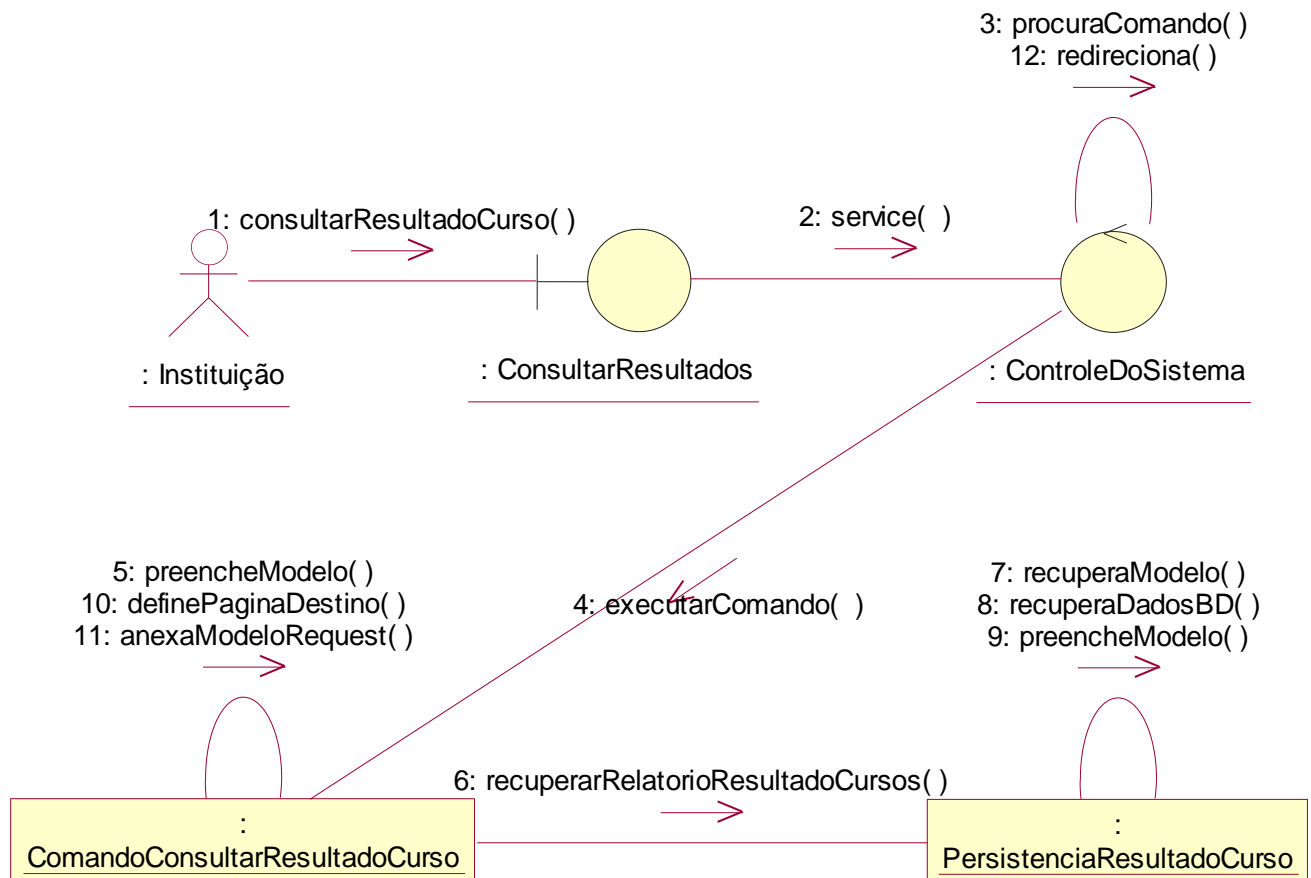 3: procuraComando( )
12: redireciona( )
1: consultarResultadoCurso( )
2: service(  )
: Instituição
: ConsultarResultados
: ControleDoSistema
5: preencheModelo( )
10: definePaginaDestino( )
11: anexaModeloRequest( )
4: executarComando(  )
7: recuperaModelo( )
8: recuperaDadosBD( )
9: preencheModelo( )
6: recuperarRelatorioResultadoCursos( )
:
ComandoConsultarResultadoCurso
:
PersistenciaResultadoCurso